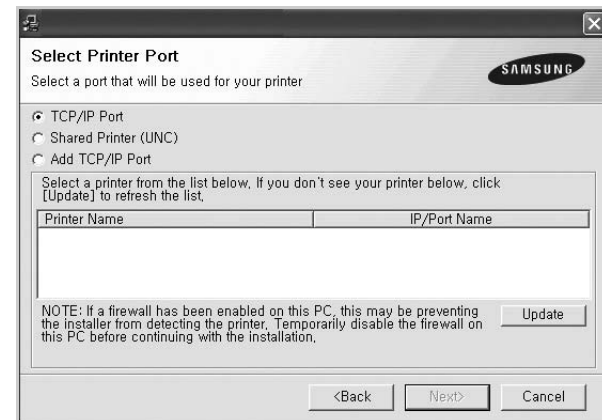 Select Printer Port
Select a port that will be used for your printer
SAMSUNG
TCP/IP Port
Shared Printer (UNC)
Add TCP/IP Port
Select a printer from the list below, If you don't see your printer below, click
[Update] to refresh the list,
Printer Name IP/Port Name
NOTE: If a firewall has been enabled on this PC, this may be preventing
the installer from detecting the printer, Temporarily disable the firewall on
this PC before continuing with the installation,
Update
<Back Next> Cancel